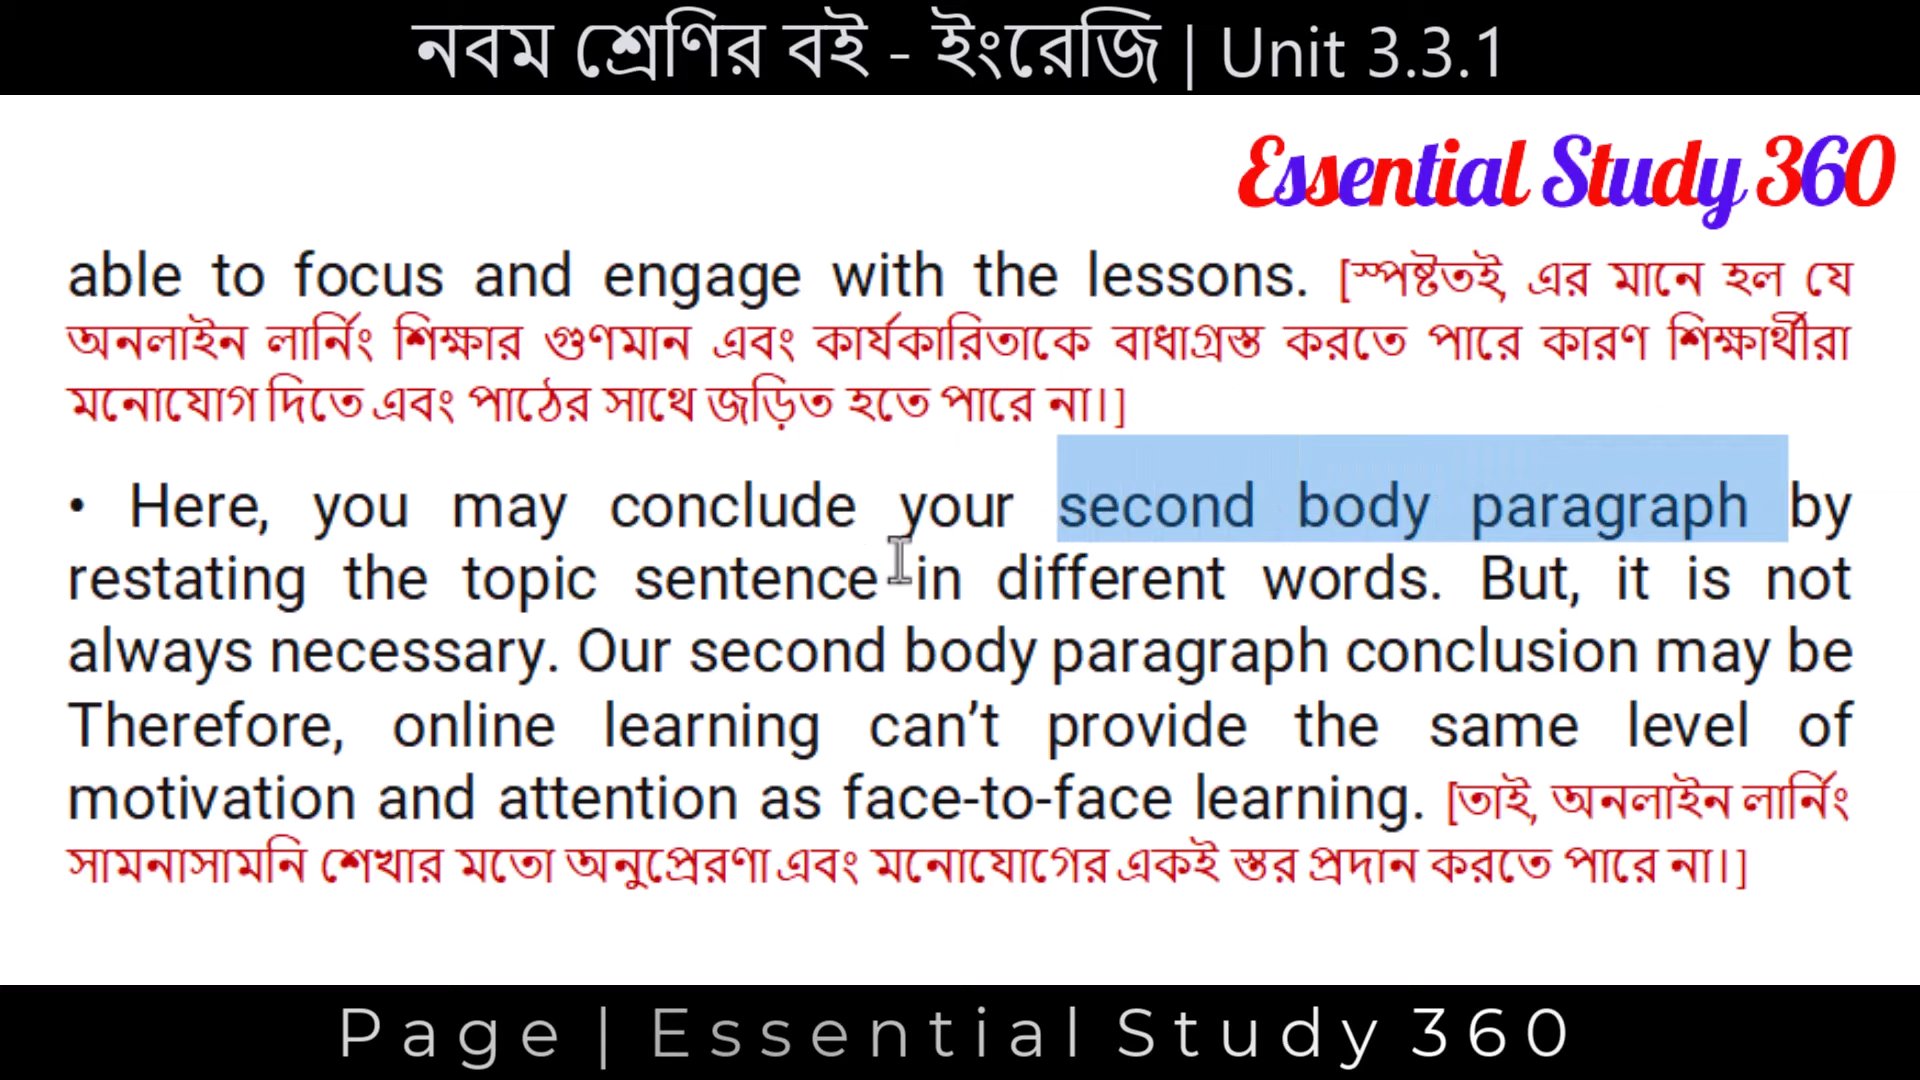 নবম শ্রেণির বই - ইংরেজি | Unit 3.3.1
Essential Study 360
able to focus and engage with the lessons. [স্পষ্টতই, এর মানে হল যে
অনলাইন লার্নিং শিক্ষার গুণমান এবং কার্যকারিতাকে বাধাগ্রস্ত করতে পারে কারণ শিক্ষার্থীরা
মনোযোগ দিতে এবং পাঠের সাথে জড়িত হতে পারে না।]
• Here, you may conclude your second body paragraph by
restating the topic sentence in different words. But, it is not
always necessary. Our second body paragraph conclusion may be
Therefore, online learning can’t provide the same level of
motivation and attention as face-to-face learning. [তাই, অনলাইন লার্নিং
সামনাসামনি শেখার মতো অনুপ্রেরণা এবং মনোযোগের একই স্তর প্রদান করতে পারে না।]
Page | Essential Study 360